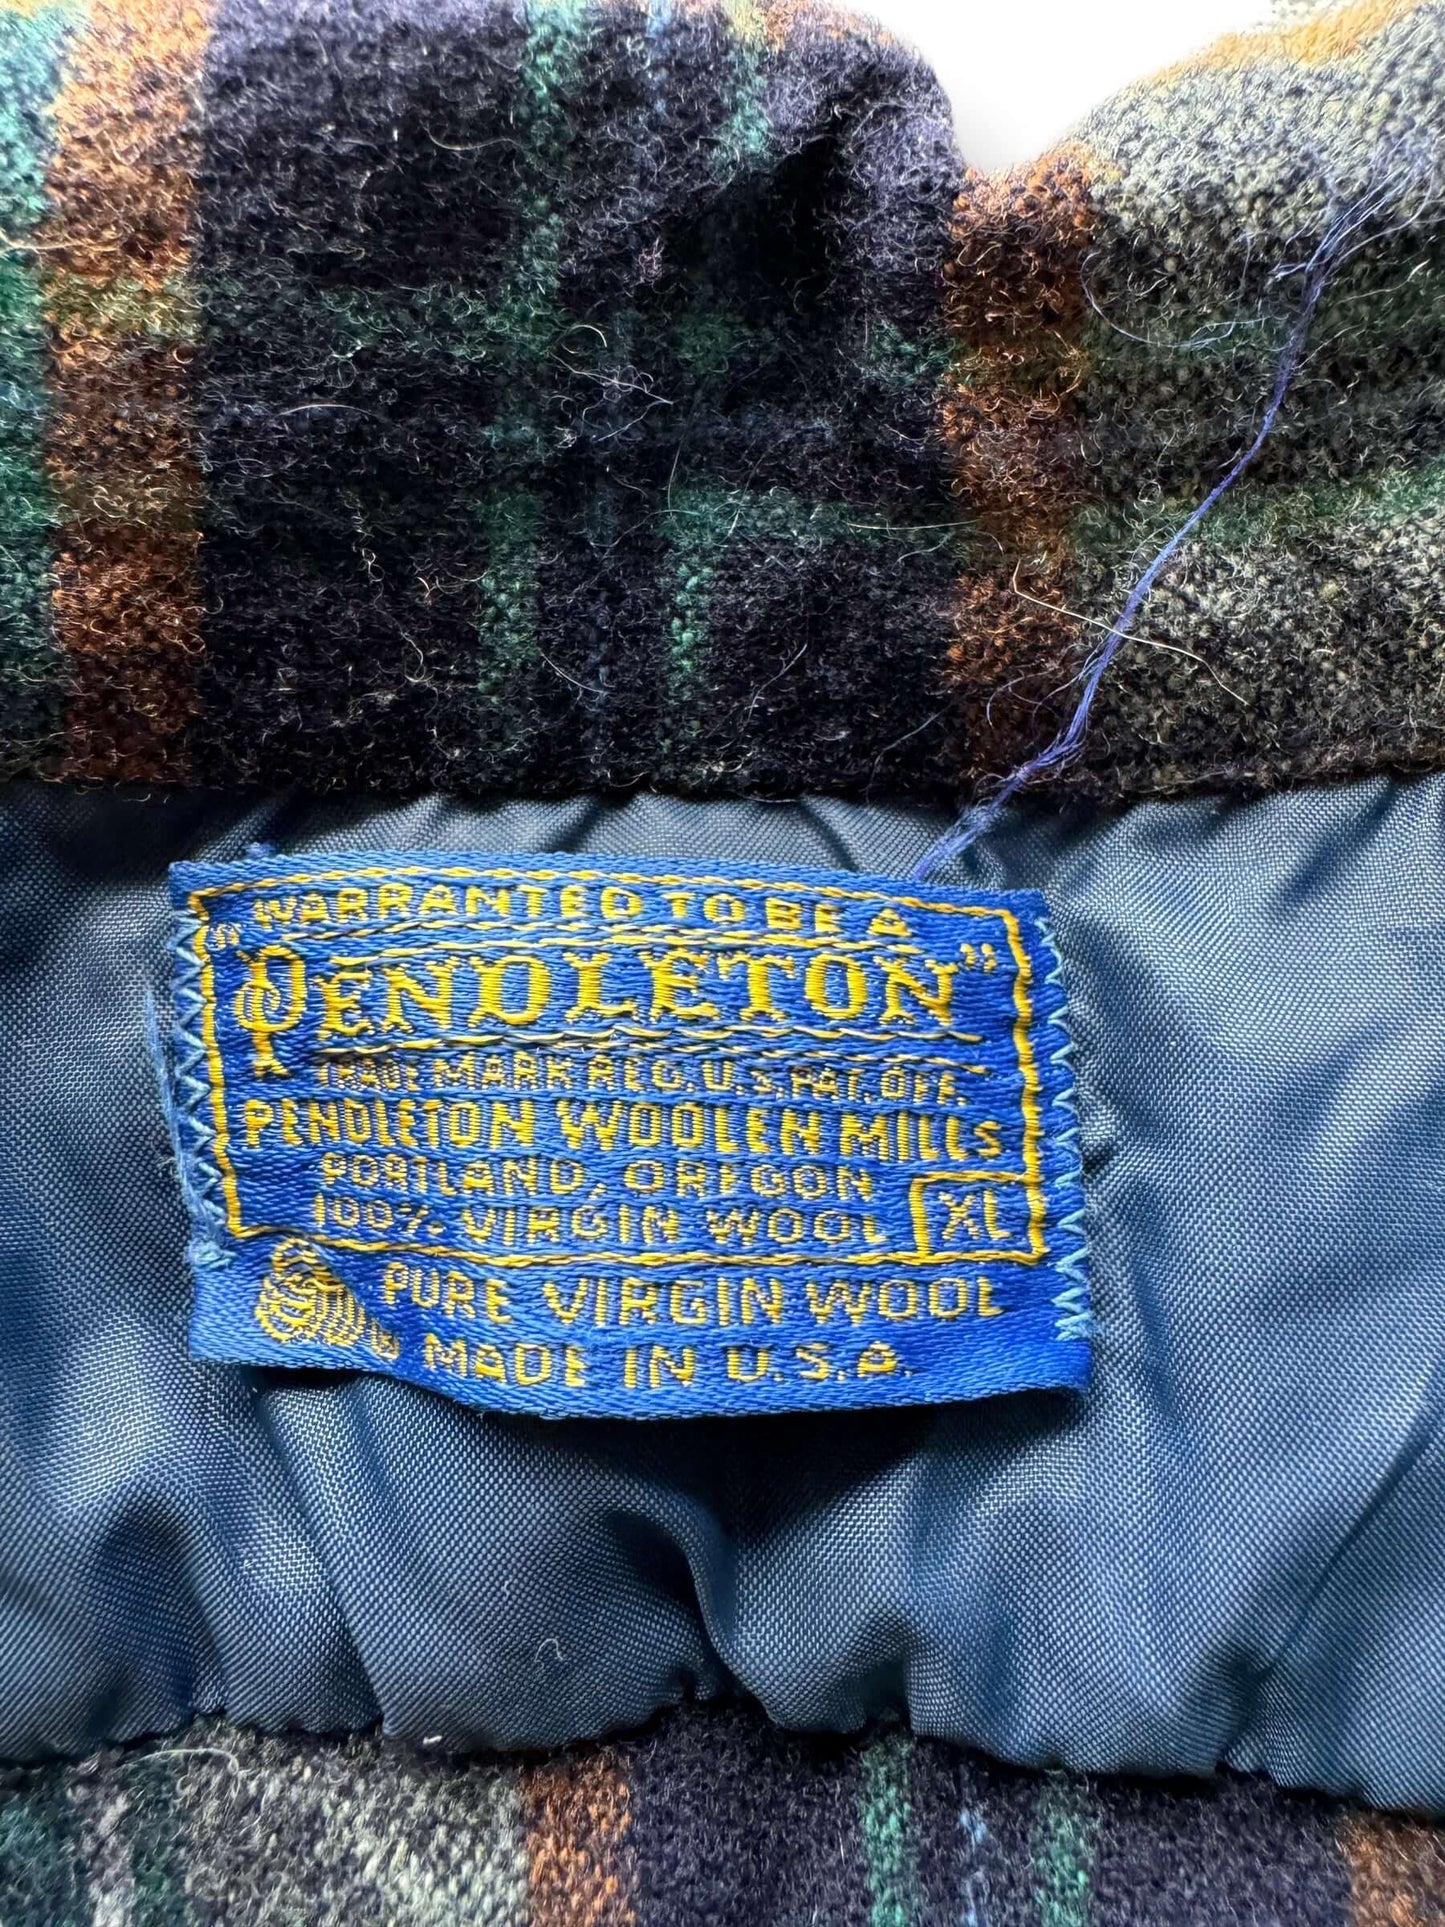 WARRANTED TO BE A
"PENDLETON"
TRADE MARK REG. U.S. PAT. OFF.
PENDLETON WOOLEN MILLS
PORTLAND, OREGON
100% VIRGIN WOOL XL
PURE VIRGIN WOOL
MADE IN U.S.A.